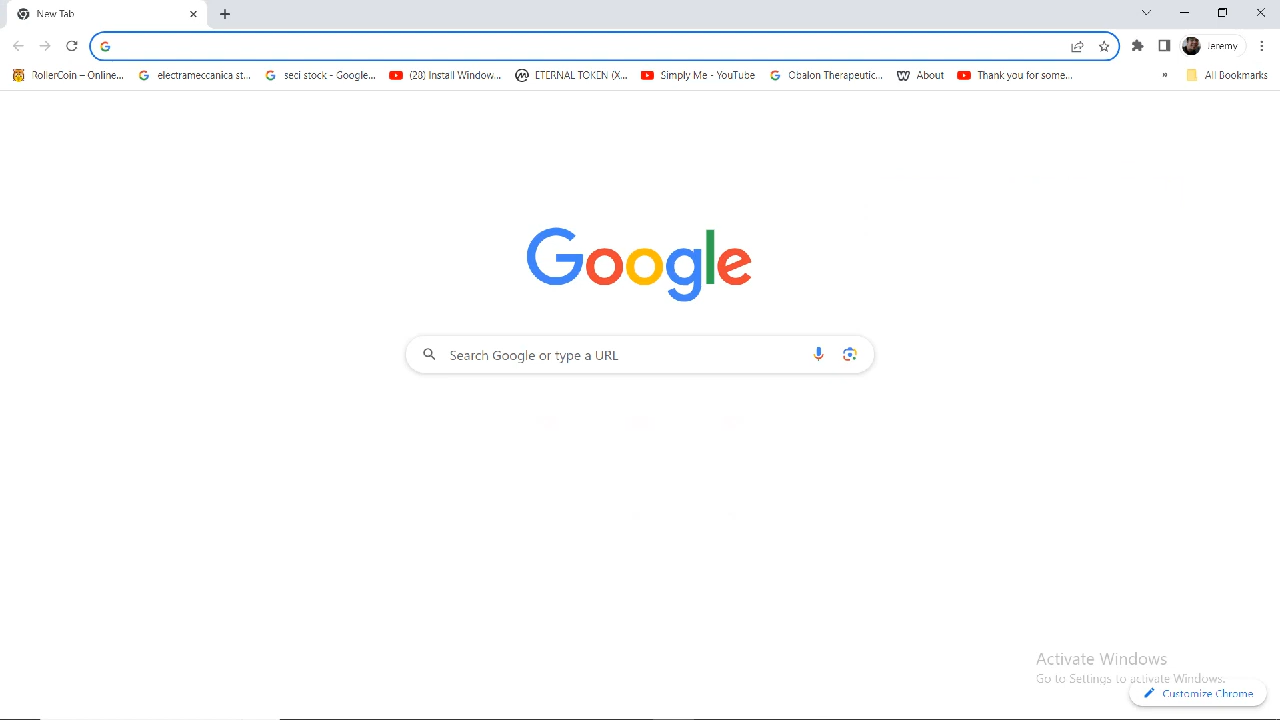 New Tab
Jeremy
RollerCoin – Online...
electrameccanica st...
seci stock - Google...
(28) Install Window...
ETERNAL TOKEN (X...
Simply Me - YouTube
Obalon Therapeutic...
About
Thank you for some...
»
All Bookmarks
Google
Search Google or type a URL
Activate Windows
Go to Settings to activate Windows.
Customize Chrome